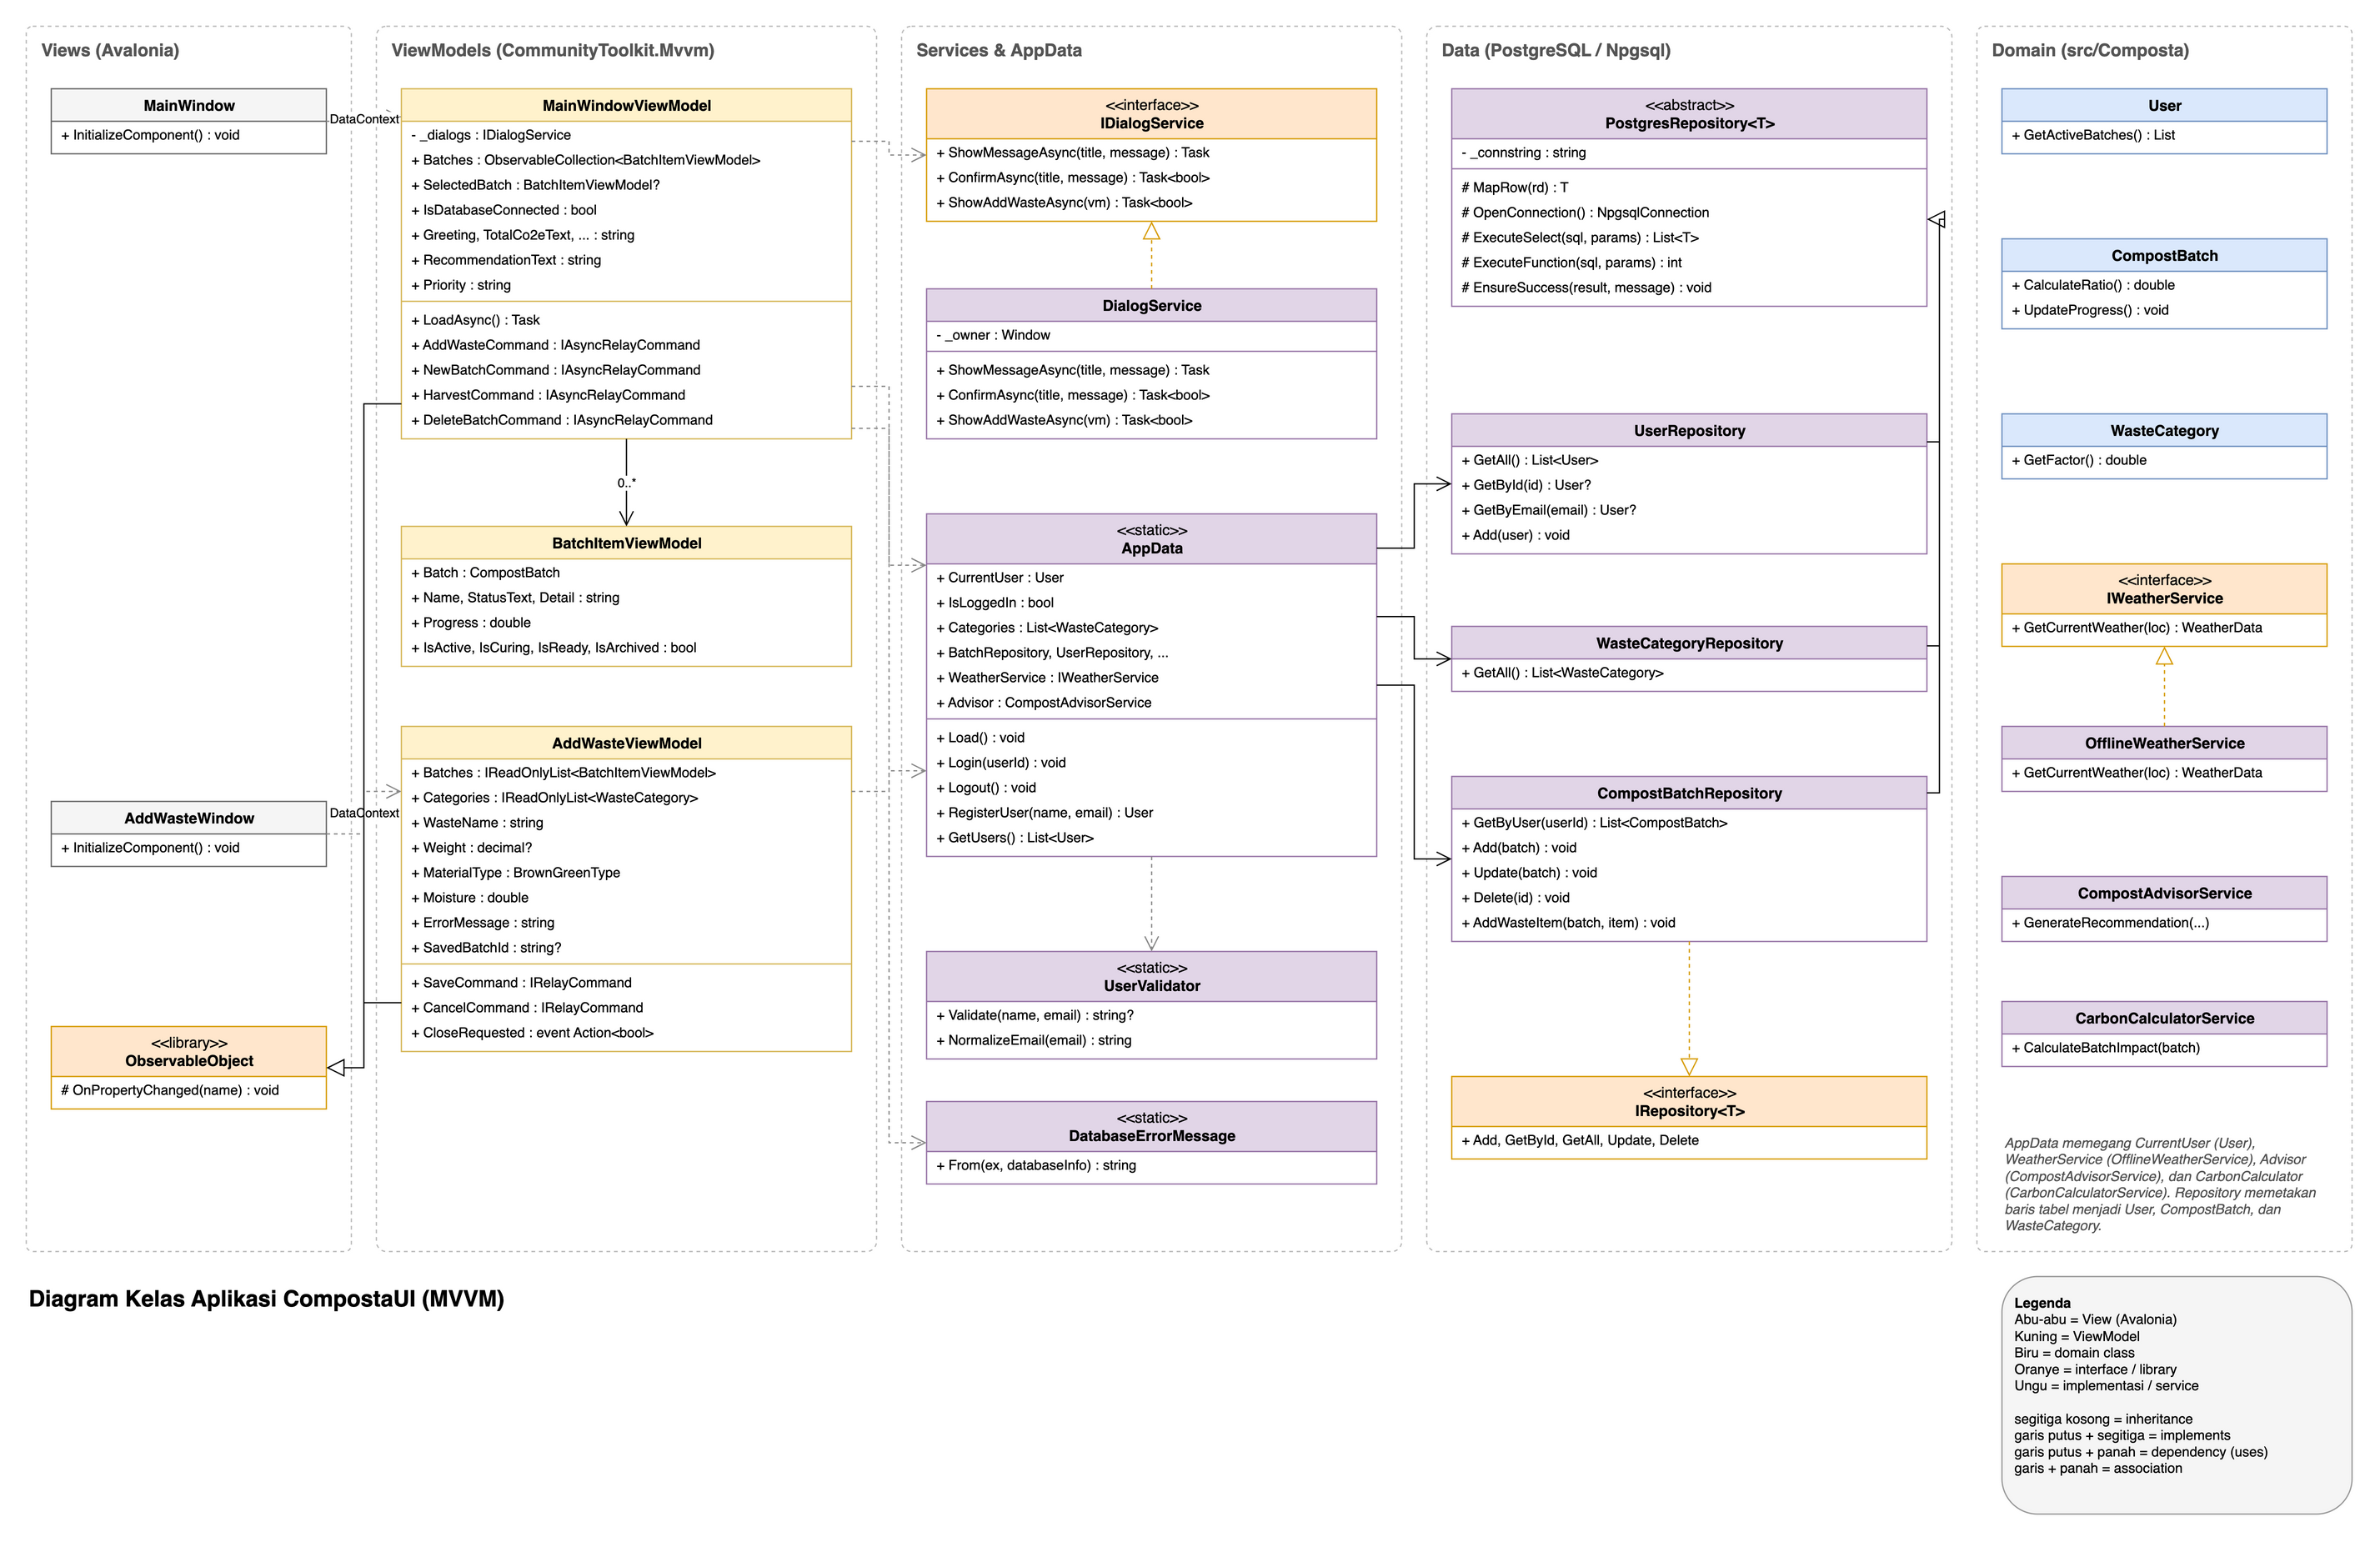 Views (Avalonia)
MainWindow
+ InitializeComponent() : void
DataContext
AddWasteWindow
+ InitializeComponent() : void
DataContext
<<library>>
ObservableObject
# OnPropertyChanged(name) : void
ViewModels (CommunityToolkit.Mvvm)
MainWindowViewModel
- _dialogs : IDialogService
+ Batches : ObservableCollection<BatchItemViewModel>
+ SelectedBatch : BatchItemViewModel?
+ IsDatabaseConnected : bool
+ Greeting, TotalCo2eText, ... : string
+ RecommendationText : string
+ Priority : string
+ LoadAsync() : Task
+ AddWasteCommand : IAsyncRelayCommand
+ NewBatchCommand : IAsyncRelayCommand
+ HarvestCommand : IAsyncRelayCommand
+ DeleteBatchCommand : IAsyncRelayCommand
0..*
BatchItemViewModel
+ Batch : CompostBatch
+ Name, StatusText, Detail : string
+ Progress : double
+ IsActive, IsCuring, IsReady, IsArchived : bool
AddWasteViewModel
+ Batches : IReadOnlyList<BatchItemViewModel>
+ Categories : IReadOnlyList<WasteCategory>
+ WasteName : string
+ Weight : decimal?
+ MaterialType : BrownGreenType
+ Moisture : double
+ ErrorMessage : string
+ SavedBatchId : string?
+ SaveCommand : IRelayCommand
+ CancelCommand : IRelayCommand
+ CloseRequested : event Action<bool>
Services & AppData
<<interface>>
IDialogService
+ ShowMessageAsync(title, message) : Task
+ ConfirmAsync(title, message) : Task<bool>
+ ShowAddWasteAsync(vm) : Task<bool>
DialogService
- _owner : Window
+ ShowMessageAsync(title, message) : Task
+ ConfirmAsync(title, message) : Task<bool>
+ ShowAddWasteAsync(vm) : Task<bool>
<<static>>
AppData
+ CurrentUser : User
+ IsLoggedIn : bool
+ Categories : List<WasteCategory>
+ BatchRepository, UserRepository, ...
+ WeatherService : IWeatherService
+ Advisor : CompostAdvisorService
+ Load() : void
+ Login(userId) : void
+ Logout() : void
+ RegisterUser(name, email) : User
+ GetUsers() : List<User>
<<static>>
UserValidator
+ Validate(name, email) : string?
+ NormalizeEmail(email) : string
<<static>>
DatabaseErrorMessage
+ From(ex, databaseInfo) : string
Data (PostgreSQL / Npgsql)
<<abstract>>
PostgresRepository<T>
- _connstring : string
# MapRow(rd) : T
# OpenConnection() : NpgsqlConnection
# ExecuteSelect(sql, params) : List<T>
# ExecuteFunction(sql, params) : int
# EnsureSuccess(result, message) : void
UserRepository
+ GetAll() : List<User>
+ GetById(id) : User?
+ GetByEmail(email) : User?
+ Add(user) : void
WasteCategoryRepository
+ GetAll() : List<WasteCategory>
CompostBatchRepository
+ GetByUser(userId) : List<CompostBatch>
+ Add(batch) : void
+ Update(batch) : void
+ Delete(id) : void
+ AddWasteItem(batch, item) : void
<<interface>>
IRepository<T>
+ Add, GetById, GetAll, Update, Delete
Domain (src/Composta)
User
+ GetActiveBatches() : List
CompostBatch
+ CalculateRatio() : double
+ UpdateProgress() : void
WasteCategory
+ GetFactor() : double
<<interface>>
IWeatherService
+ GetCurrentWeather(loc) : WeatherData
OfflineWeatherService
+ GetCurrentWeather(loc) : WeatherData
CompostAdvisorService
+ GenerateRecommendation(...)
CarbonCalculatorService
+ CalculateBatchImpact(batch)
AppData memegang CurrentUser (User),
WeatherService (OfflineWeatherService), Advisor
(CompostAdvisorService), dan CarbonCalculator
(CarbonCalculatorService). Repository memetakan
baris tabel menjadi User, CompostBatch, dan
WasteCategory.
Diagram Kelas Aplikasi CompostaUI (MVVM)
Legenda
Abu-abu = View (Avalonia)
Kuning = ViewModel
Biru = domain class
Oranye = interface / library
Ungu = implementasi / service
segitiga kosong = inheritance
garis putus + segitiga = implements
garis putus + panah = dependency (uses)
garis + panah = association